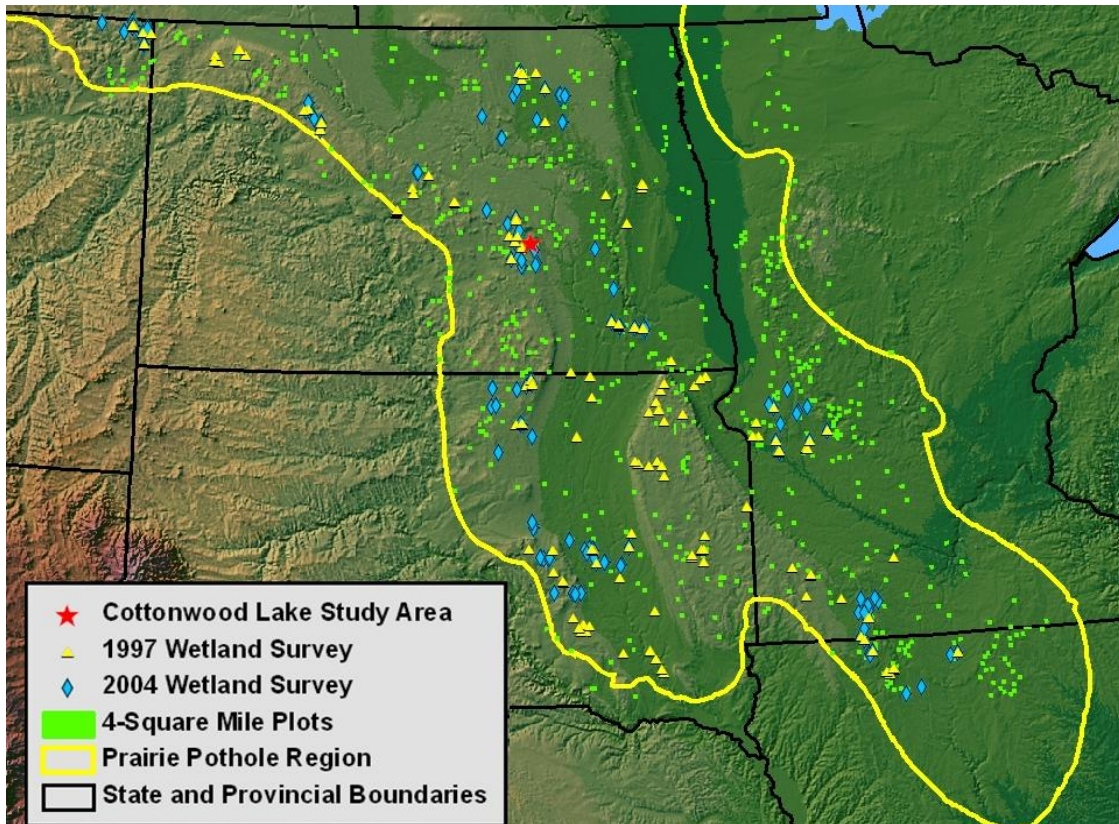 Cottonwood Lake Study Area
1997 Wetland Survey
2004 Wetland Survey
4-Square Mile Plots
Prairie Pothole Region
State and Provincial Boundaries